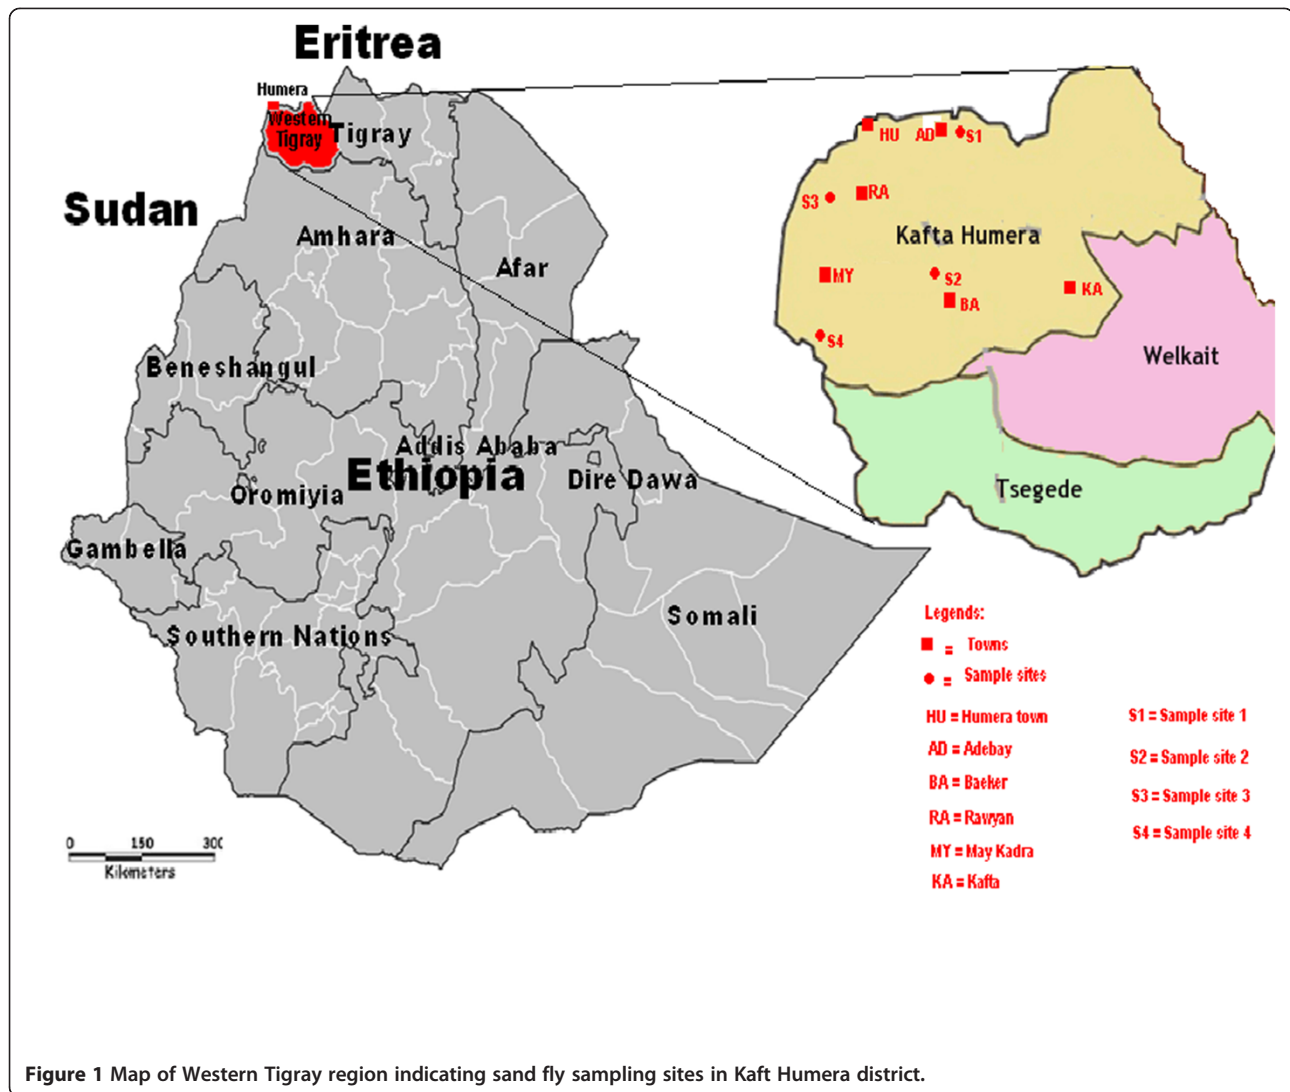 Eritrea
Humera
Western
Tigray
Tigray
Sudan
Amhara
Afar
Beneshangul
Addis Ababa
Ethiopia
Dire Dawa
Oromiyia
Gambella
Southern Nations
Somali
0 150 300
Kilometers
HU
AD
S1
S3
RA
Kafta Humera
MY
S2
BA
KA
S4
Welkait
Tsegede
Legends:
= Towns
= Sample sites
HU = Humera town
AD = Adebay
BA = Baeker
RA = Rawyan
MY = May Kadra
KA = Kafta
S1 = Sample site 1
S2 = Sample site 2
S3 = Sample site 3
S4 = Sample site 4
Figure 1 Map of Western Tigray region indicating sand fly sampling sites in Kaft Humera district.